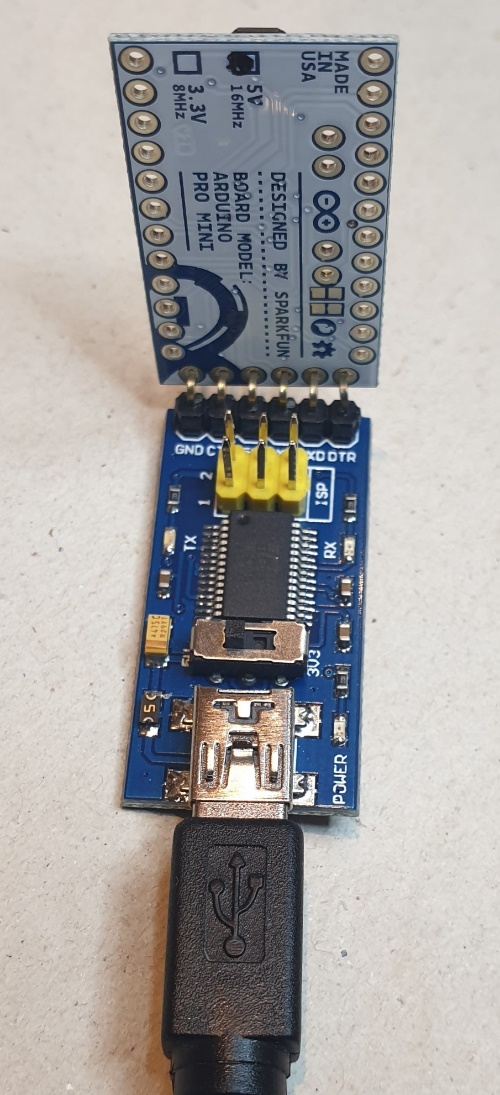 MADE
IN
USA
5V
16MHz
3.3V
8MHz
DESIGNED BY SPARKFUN
BOARD MODEL:
ARDUINO
PRO MINI
GND
DTR
2
1
ISP
TX
RX
3V3
POWER